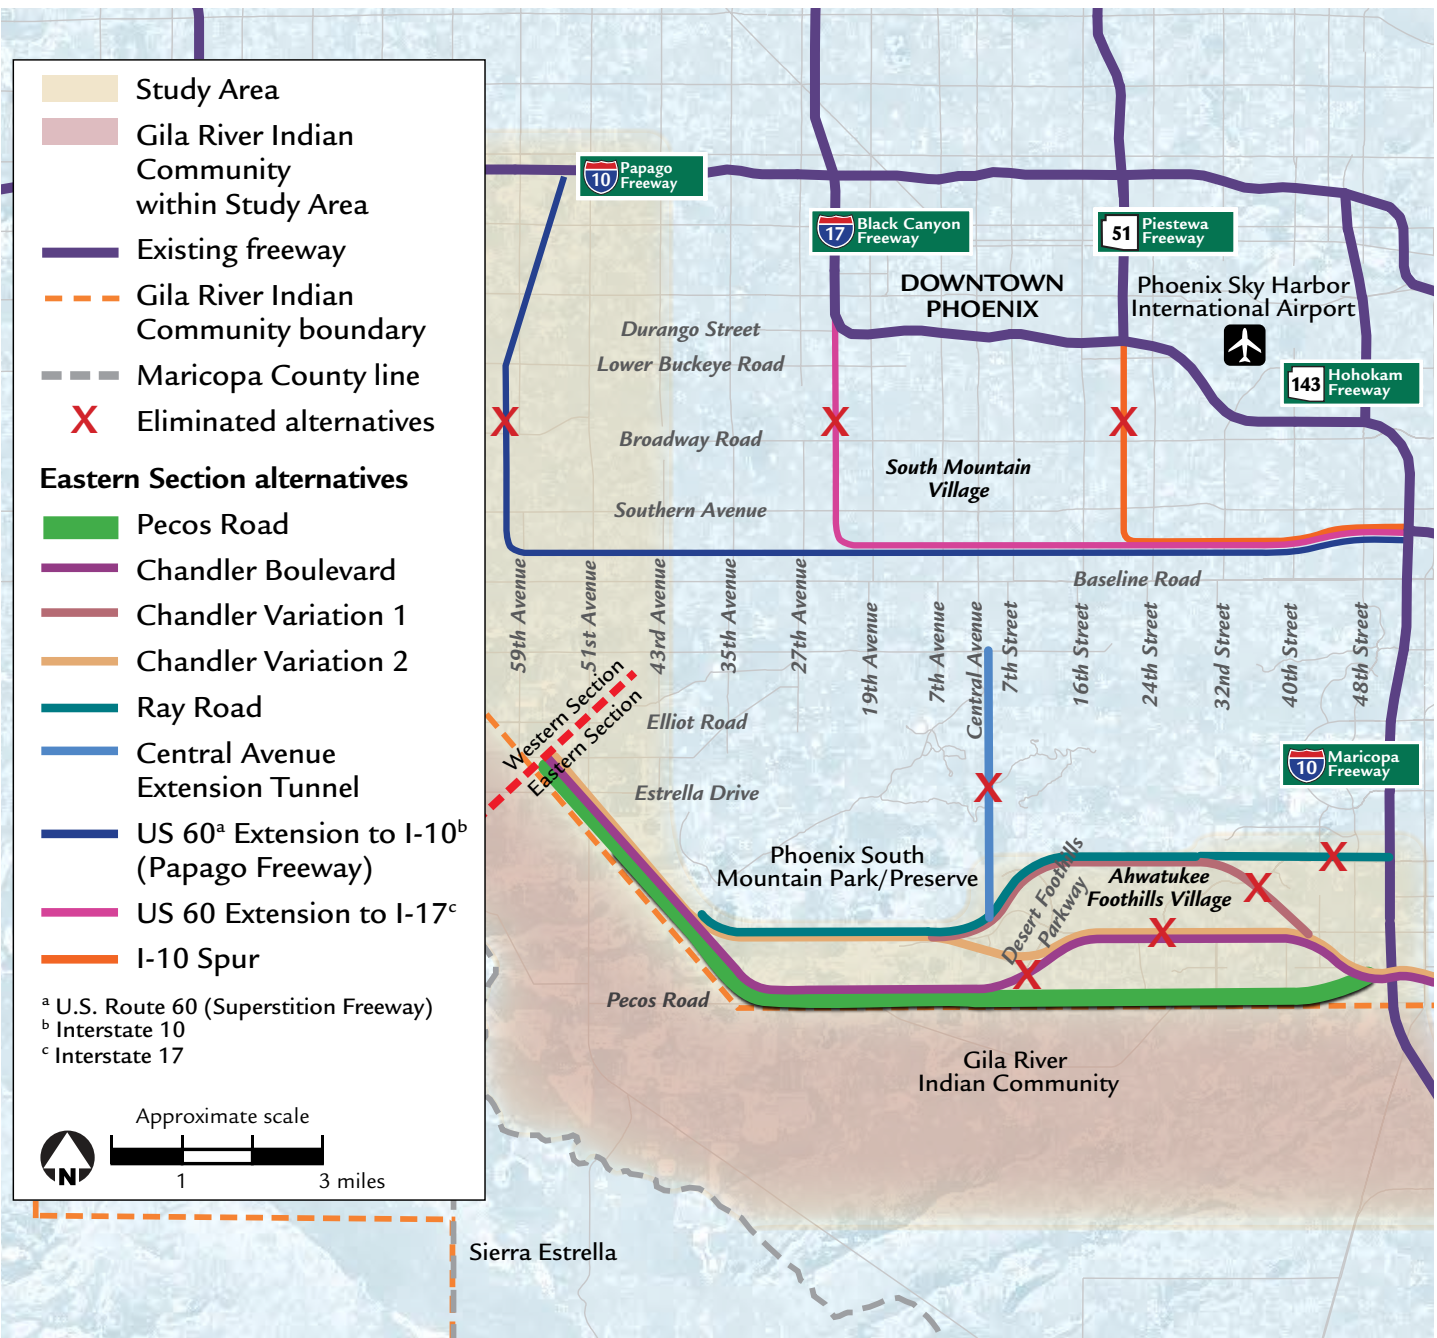 Study Area
Gila River Indian
Community
within Study Area
Existing freeway
Gila River Indian
Community boundary
Maricopa County line
X Eliminated alternatives
Eastern Section alternatives
Pecos Road
Chandler Boulevard
Chandler Variation 1
Chandler Variation 2
Ray Road
Central Avenue
Extension Tunnel
US 60ᵃ Extension to I-10ᵇ
(Papago Freeway)
US 60 Extension to I-17ᶜ
I-10 Spur
ᵃ U.S. Route 60 (Superstition Freeway)
ᵇ Interstate 10
ᶜ Interstate 17
Approximate scale
N
1 3 miles
10 Papago
Freeway
17 Black Canyon
Freeway
51 Piestewa
Freeway
DOWNTOWN
PHOENIX
Phoenix Sky Harbor
International Airport
143 Hohokam
Freeway
Durango Street
Lower Buckeye Road
X
X
X
Broadway Road
South Mountain
Village
Southern Avenue
Baseline Road
59th Avenue
51st Avenue
43rd Avenue
35th Avenue
27th Avenue
19th Avenue
7th Avenue
Central Avenue
7th Street
16th Street
24th Street
32nd Street
40th Street
48th Street
Western Section
Eastern Section
Elliot Road
Estrella Drive
X
10 Maricopa
Freeway
Phoenix South
Mountain Park/Preserve
Desert Foothills
Parkway
Ahwatukee
Foothills Village
X
X
X
X
Pecos Road
Gila River
Indian Community
Sierra Estrella